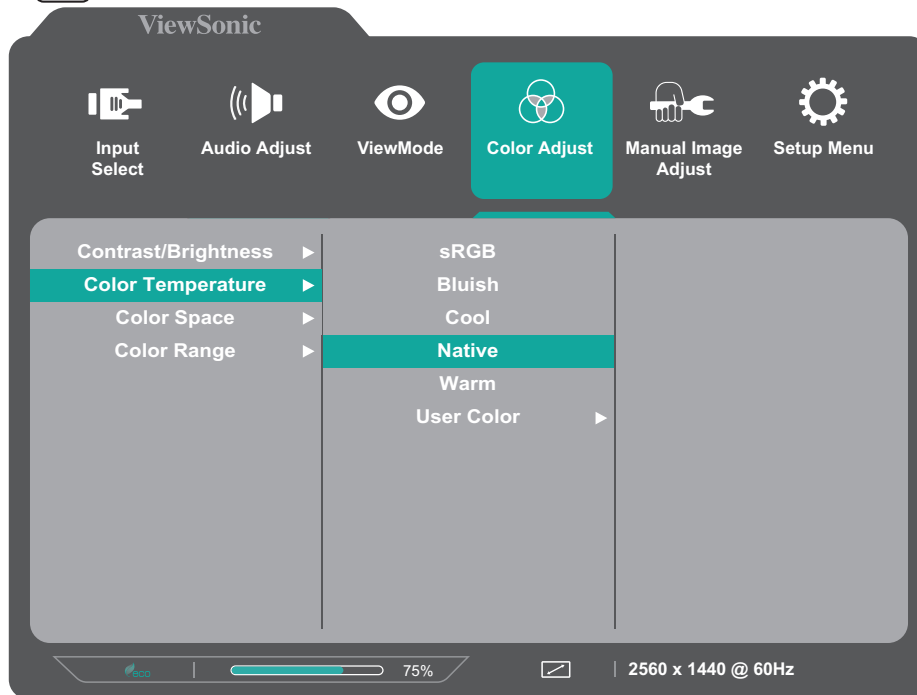 ViewSonic
Input
Select
Audio Adjust
ViewMode
Color Adjust
Manual Image
Adjust
Setup Menu
Contrast/Brightness
Color Temperature
Color Space
Color Range
sRGB
Bluish
Cool
Native
Warm
User Color
eco
75%
2560 x 1440 @ 60Hz